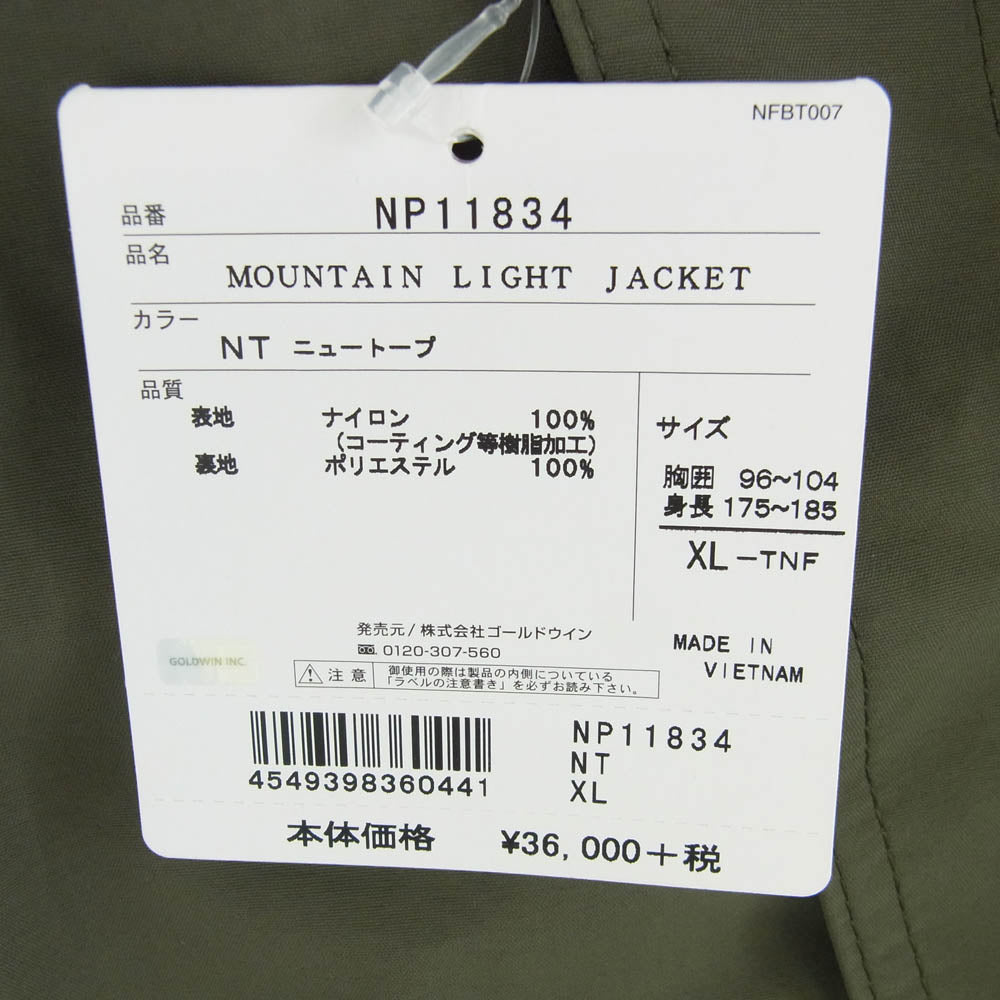 NFBT007
品番 NP11834
品名
MOUNTAIN LIGHT JACKET
カラー
NT ニュートープ
品質
表地 ナイロン 100%
(コーティング等樹脂加工)
裏地 ポリエステル 100%
サイズ
胸囲 96~104
身長 175~185
XL-TNF
発売元/株式会社ゴールドウイン
0120-307-560
MADE IN
VIETNAM
GOLDWIN INC.
注意 御使用の際は製品の内側についている
「ラベルの注意書き」を必ずお読み下さい。
4549398360441
NP11834
NT
XL
本体価格 ¥36,000+税